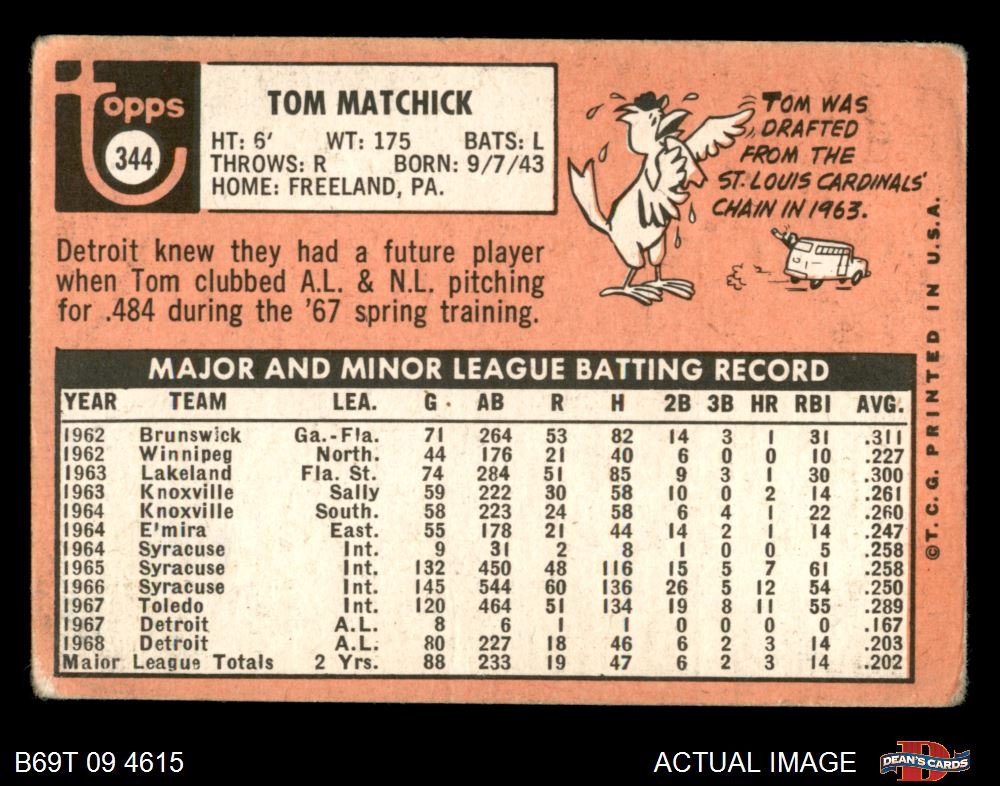 topps
344
TOM MATCHICK
HT: 6' WT: 175 BATS: L
THROWS: R BORN: 9/7/43
HOME: FREELAND, PA.
TOM WAS
DRAFTED
FROM THE
ST. LOUIS CARDINALS'
CHAIN IN 1963.
Detroit knew they had a future player
when Tom clubbed A.L. & N.L. pitching
for .484 during the '67 spring training.
MAJOR AND MINOR LEAGUE BATTING RECORD
YEAR TEAM LEA. G AB R H 2B 3B HR RBI AVG.
1962 Brunswick Ga.-Fla. 71 264 53 82 14 3 1 31 .311
1962 Winnipeg North. 44 176 21 40 6 0 0 10 .227
1963 Lakeland Fla. St. 74 284 51 85 9 3 1 30 .300
1963 Knoxville Sally 59 222 30 58 10 0 2 14 .261
1964 Knoxville South. 58 223 24 58 6 4 1 22 .260
1964 E'mira East. 55 178 21 44 14 2 1 14 .247
1964 Syracuse Int. 9 31 2 8 1 0 0 5 .258
1965 Syracuse Int. 132 450 48 116 15 5 7 61 .258
1966 Syracuse Int. 145 544 60 136 26 5 12 54 .250
1967 Toledo Int. 120 464 51 134 19 8 11 55 .289
1967 Detroit A.L. 8 6 1 1 0 0 0 0 .167
1968 Detroit A.L. 80 227 18 46 6 2 3 14 .203
Major League Totals 2 Yrs. 88 233 19 47 6 2 3 14 .202
© T. C. G. PRINTED IN U. S. A.
B69T 09 4615
ACTUAL IMAGE
DEAN'S CARDS